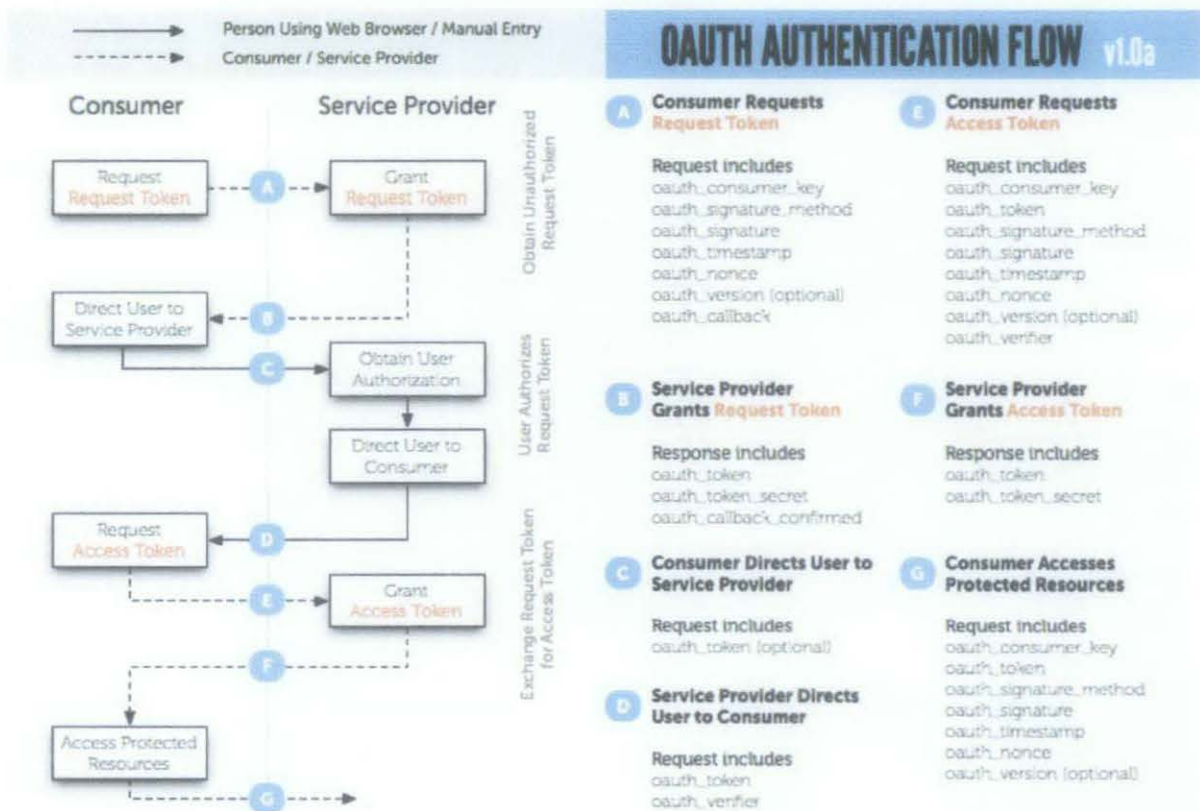 Person Using Web Browser / Manual Entry
Consumer / Service Provider
OAUTH AUTHENTICATION FLOW v1.0a
Consumer
Service Provider
Request
Request Token
A
Grant
Request Token
Obtain Unauthorized
Request Token
Direct User to
Service Provider
B
C
Obtain User
Authorization
Direct User to
Consumer
User Authorizes
Request Token
Request
Access Token
D
E
Grant
Access Token
F
Exchange Request Token
for Access Token
Access Protected
Resources
G
A
Consumer Requests
Request Token
Request includes
oauth_consumer_key
oauth_signature_method
oauth_signature
oauth_timestamp
oauth_nonce
oauth_version (optional)
oauth_callback
B
Service Provider
Grants Request Token
Response includes
oauth_token
oauth_token_secret
oauth_callback_confirmed
C
Consumer Directs User to
Service Provider
Request includes
oauth_token (optional)
D
Service Provider Directs
User to Consumer
Request includes
oauth_token
oauth_verifier
E
Consumer Requests
Access Token
Request includes
oauth_consumer_key
oauth_token
oauth_signature_method
oauth_signature
oauth_timestamp
oauth_nonce
oauth_version (optional)
oauth_verifier
F
Service Provider
Grants Access Token
Response includes
oauth_token
oauth_token_secret
G
Consumer Accesses
Protected Resources
Request includes
oauth_consumer_key
oauth_token
oauth_signature_method
oauth_signature
oauth_timestamp
oauth_nonce
oauth_version (optional)